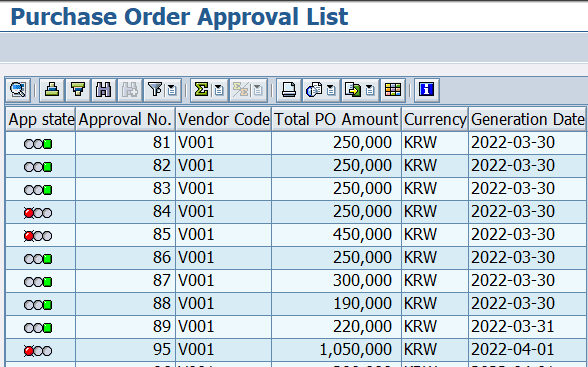 Purchase Order Approval List
App state Approval No. Vendor Code Total PO Amount Currency Generation Date
81 V001 250,000 KRW 2022-03-30
82 V001 250,000 KRW 2022-03-30
83 V001 250,000 KRW 2022-03-30
84 V001 250,000 KRW 2022-03-30
85 V001 450,000 KRW 2022-03-30
86 V001 250,000 KRW 2022-03-30
87 V001 300,000 KRW 2022-03-30
88 V001 190,000 KRW 2022-03-30
89 V001 220,000 KRW 2022-03-31
95 V001 1,050,000 KRW 2022-04-01